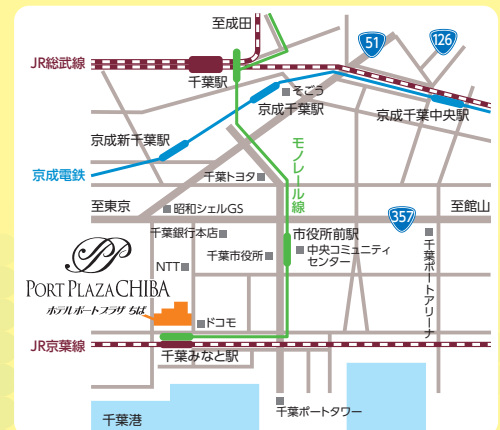 至成田
51
126
JR総武線
千葉駅
そごう
京成千葉駅
京成千葉中央駅
京成新千葉駅
モノレール線
京成電鉄
千葉トヨタ
至東京
昭和シェルGS
357
至館山
千葉銀行本店
市役所前駅
千葉市役所
中央コミュニティ
センター
千葉ポートアリーナ
NTT
PORT PLAZA CHIBA
ホテルポートプラザ ちば
ドコモ
JR京葉線
千葉みなと駅
千葉ポートタワー
千葉港